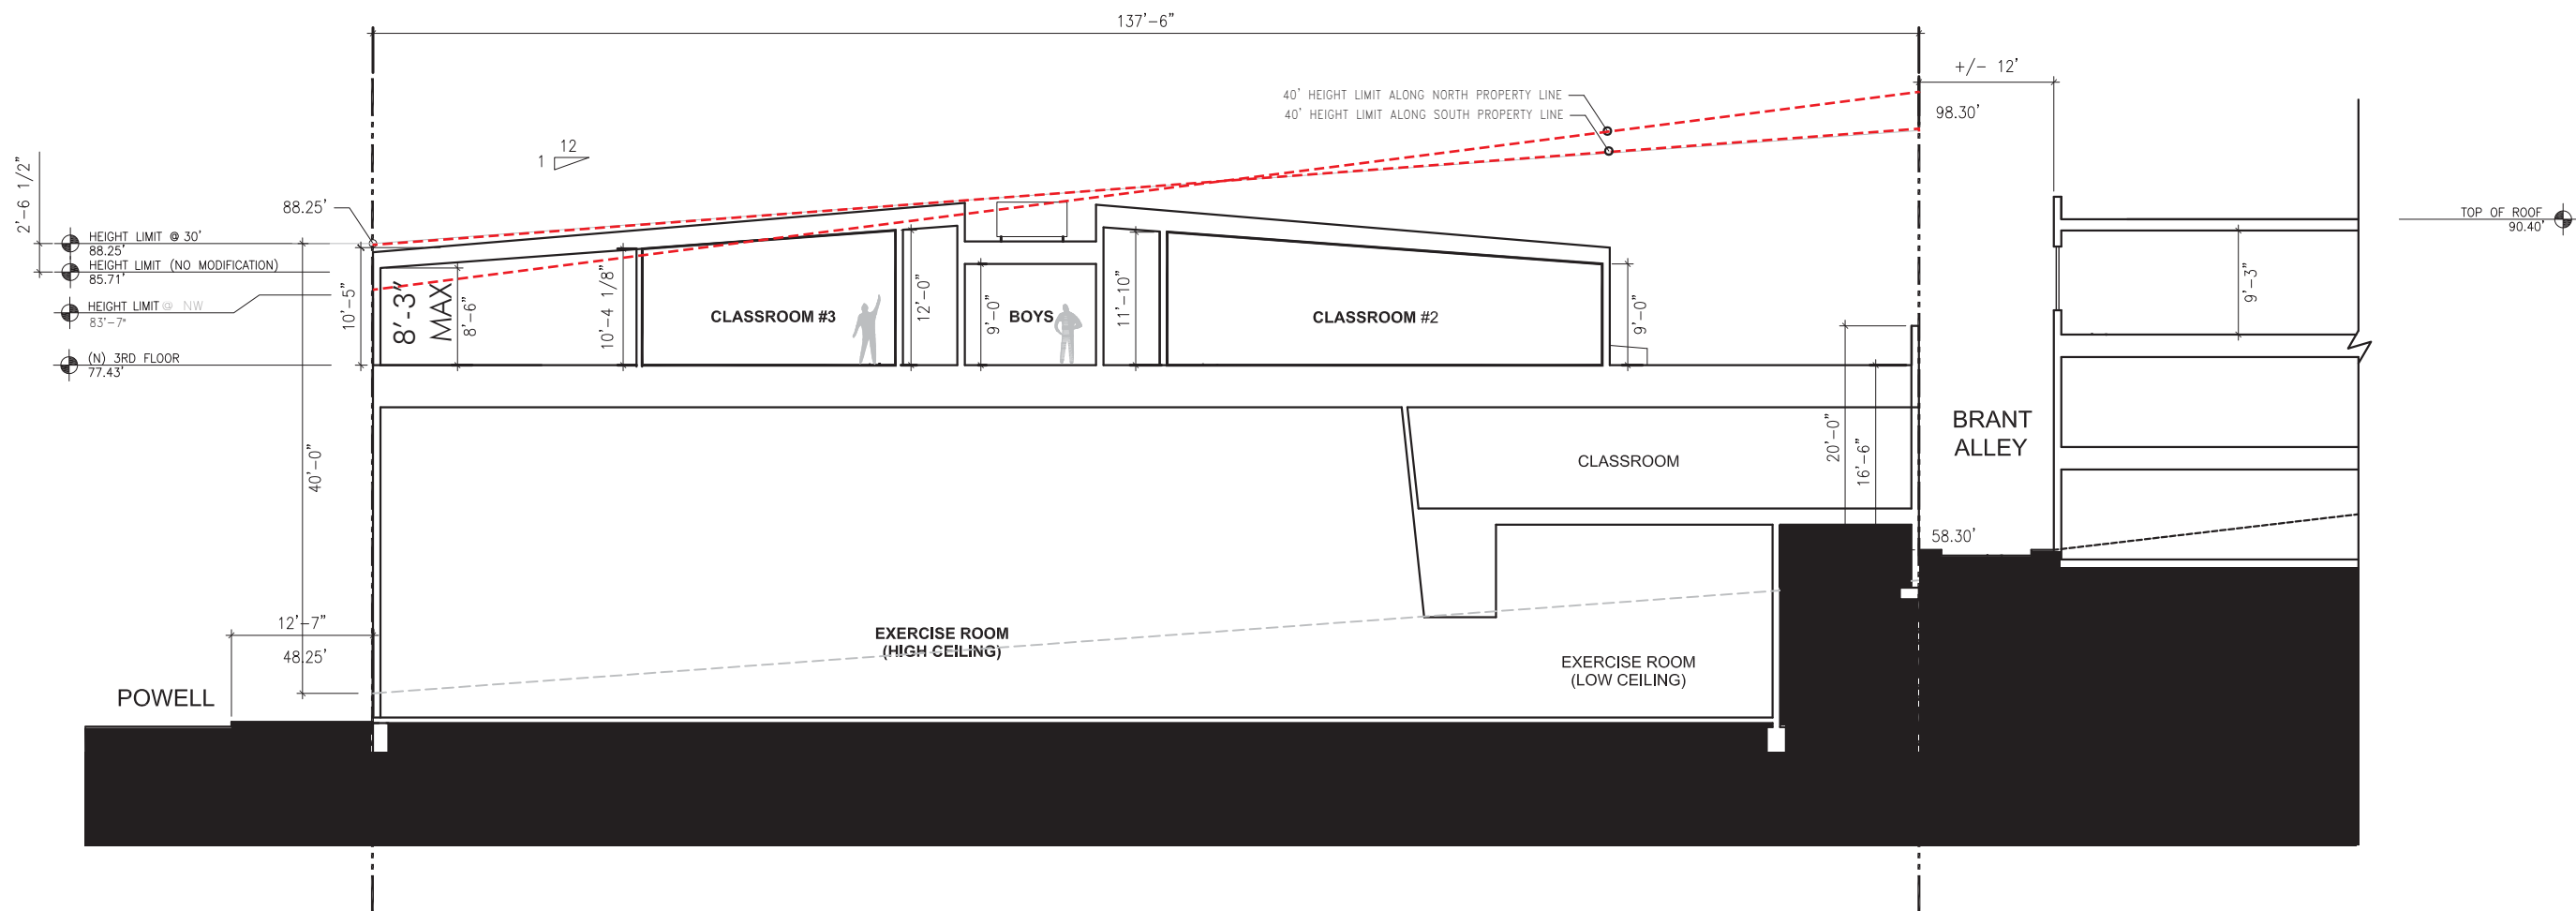 137'-6"
+/- 12'
40' HEIGHT LIMIT ALONG NORTH PROPERTY LINE
40' HEIGHT LIMIT ALONG SOUTH PROPERTY LINE
98.30'
12
1
2'-6 1/2"
88.25'
HEIGHT LIMIT @ 30'
88.25'
HEIGHT LIMIT (NO MODIFICATION)
85.71'
HEIGHT LIMIT @ NW
83'-7"
(N) 3RD FLOOR
77.43'
TOP OF ROOF
90.40'
10'-5"
8'-3"
MAX
8'-6"
10'-4 1/8"
CLASSROOM #3
12'-0"
9'-0"
BOYS
11'-10"
CLASSROOM #2
9'-0"
9'-3"
40'-0"
20'-0"
16'-6"
BRANT
ALLEY
CLASSROOM
58.30'
12'-7"
48.25'
EXERCISE ROOM
(HIGH CEILING)
EXERCISE ROOM
(LOW CEILING)
POWELL